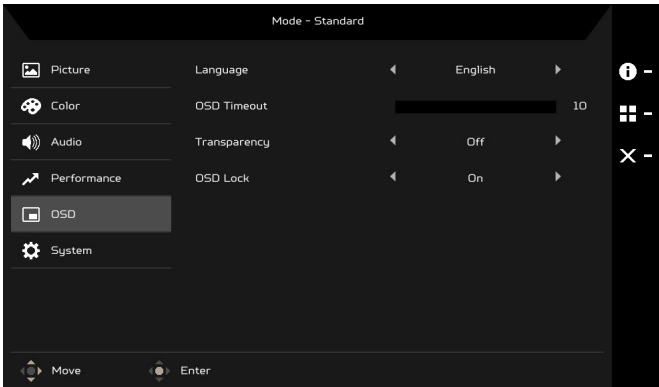 Mode - Standard
Picture
Language English
Color
OSD Timeout 10
Audio
Transparency Off
Performance
OSD Lock On
OSD
System
Move Enter